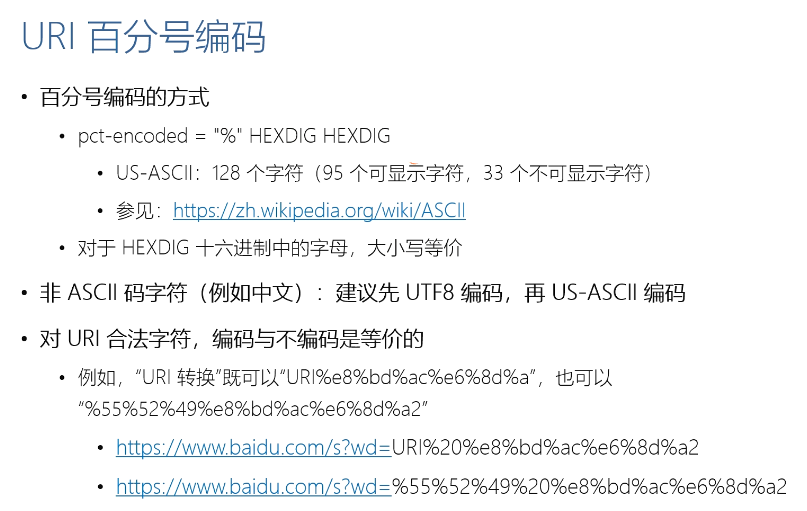 URI 百分号编码
• 百分号编码的方式
• pct-encoded = "%" HEXDIG HEXDIG
• US-ASCII：128 个字符（95 个可显示字符，33 个不可显示字符）
• 参见：https://zh.wikipedia.org/wiki/ASCII
• 对于 HEXDIG 十六进制中的字母，大小写等价
• 非 ASCII 码字符（例如中文）：建议先 UTF8 编码，再 US-ASCII 编码
• 对 URI 合法字符，编码与不编码是等价的
• 例如，“URI 转换”既可以“URI%e8%bd%ac%e6%8d%a”，也可以
“%55%52%49%e8%bd%ac%e6%8d%a2”
• https://www.baidu.com/s?wd=URI%20%e8%bd%ac%e6%8d%a2
• https://www.baidu.com/s?wd=%55%52%49%20%e8%bd%ac%e6%8d%a2